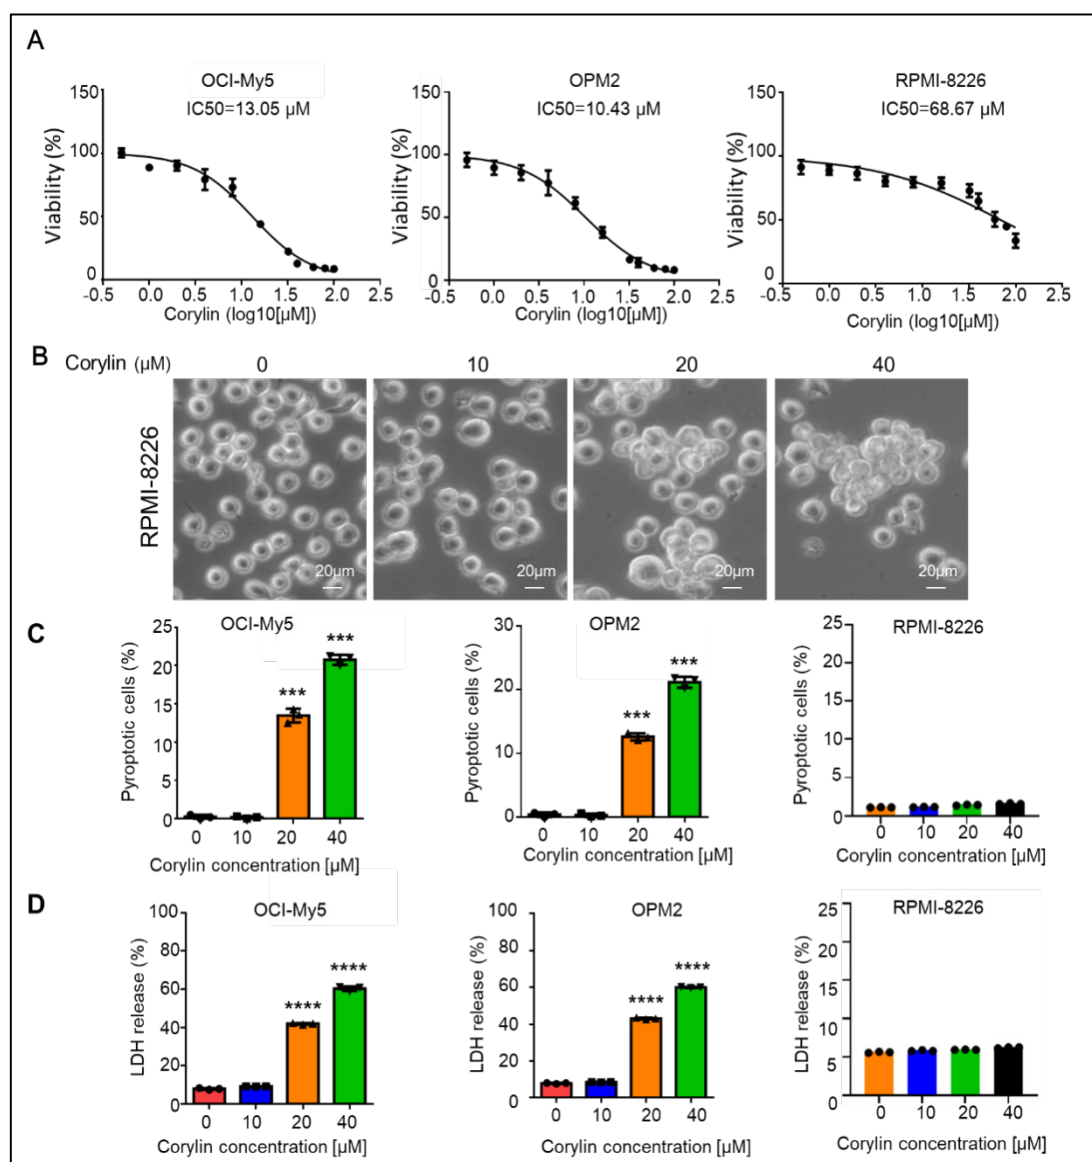 A
OCI-My5
IC50=13.05 µM
Viability (%)
150
100
50
0
-0.5 0.0 0.5 1.0 1.5 2.0 2.5
Corylin (log10[µM])
OPM2
IC50=10.43 µM
Viability (%)
150
100
50
0
-0.5 0.0 0.5 1.0 1.5 2.0 2.5
Corylin (log10[µM])
RPMI-8226
IC50=68.67 µM
Viability (%)
150
100
50
0
-0.5 0.0 0.5 1.0 1.5 2.0 2.5
Corylin (log10[µM])
B
Corylin (µM) 0 10 20 40
RPMI-8226
20µm 20µm 20µm 20µm
C
OCI-My5
Pyroptotic cells (%)
25
20
15
10
5
0
***
***
0 10 20 40
Corylin concentration [µM]
OPM2
Pyroptotic cells (%)
30
20
10
0
***
***
0 10 20 40
Corylin concentration [µM]
RPMI-8226
Pyroptotic cells (%)
25
20
15
10
5
0
0 10 20 40
Corylin concentration [µM]
D
OCI-My5
LDH release (%)
100
80
60
40
20
0
****
****
0 10 20 40
Corylin concentration [µM]
OPM2
LDH release (%)
100
80
60
40
20
0
****
****
0 10 20 40
Corylin concentration [µM]
RPMI-8226
LDH release (%)
25
20
15
10
5
0
0 10 20 40
Corylin concentration [µM]